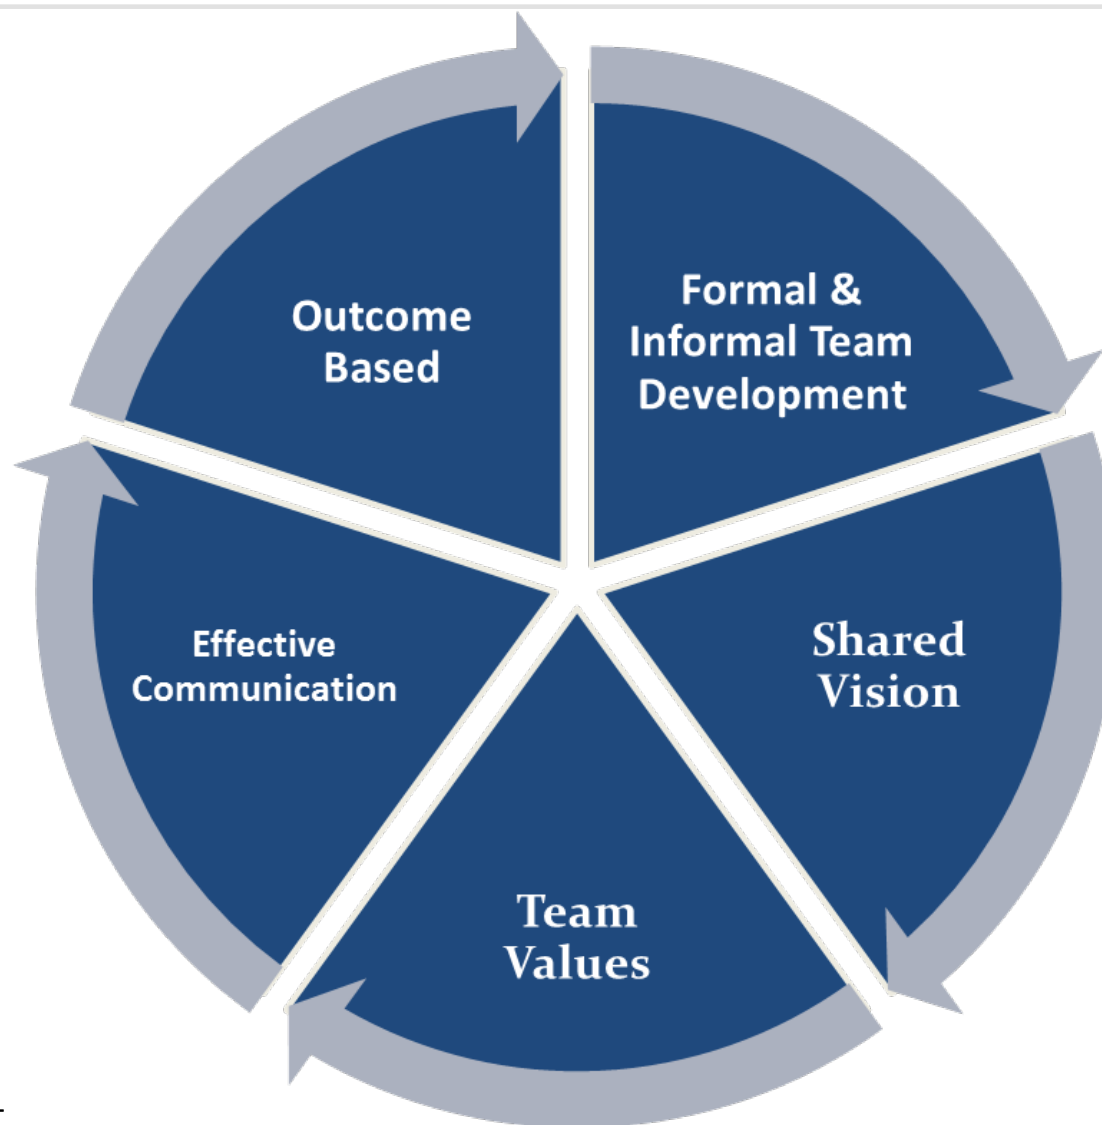 Formal &
Informal Team
Development
Shared
Vision
Team
Values
Effective
Communication
Outcome
Based